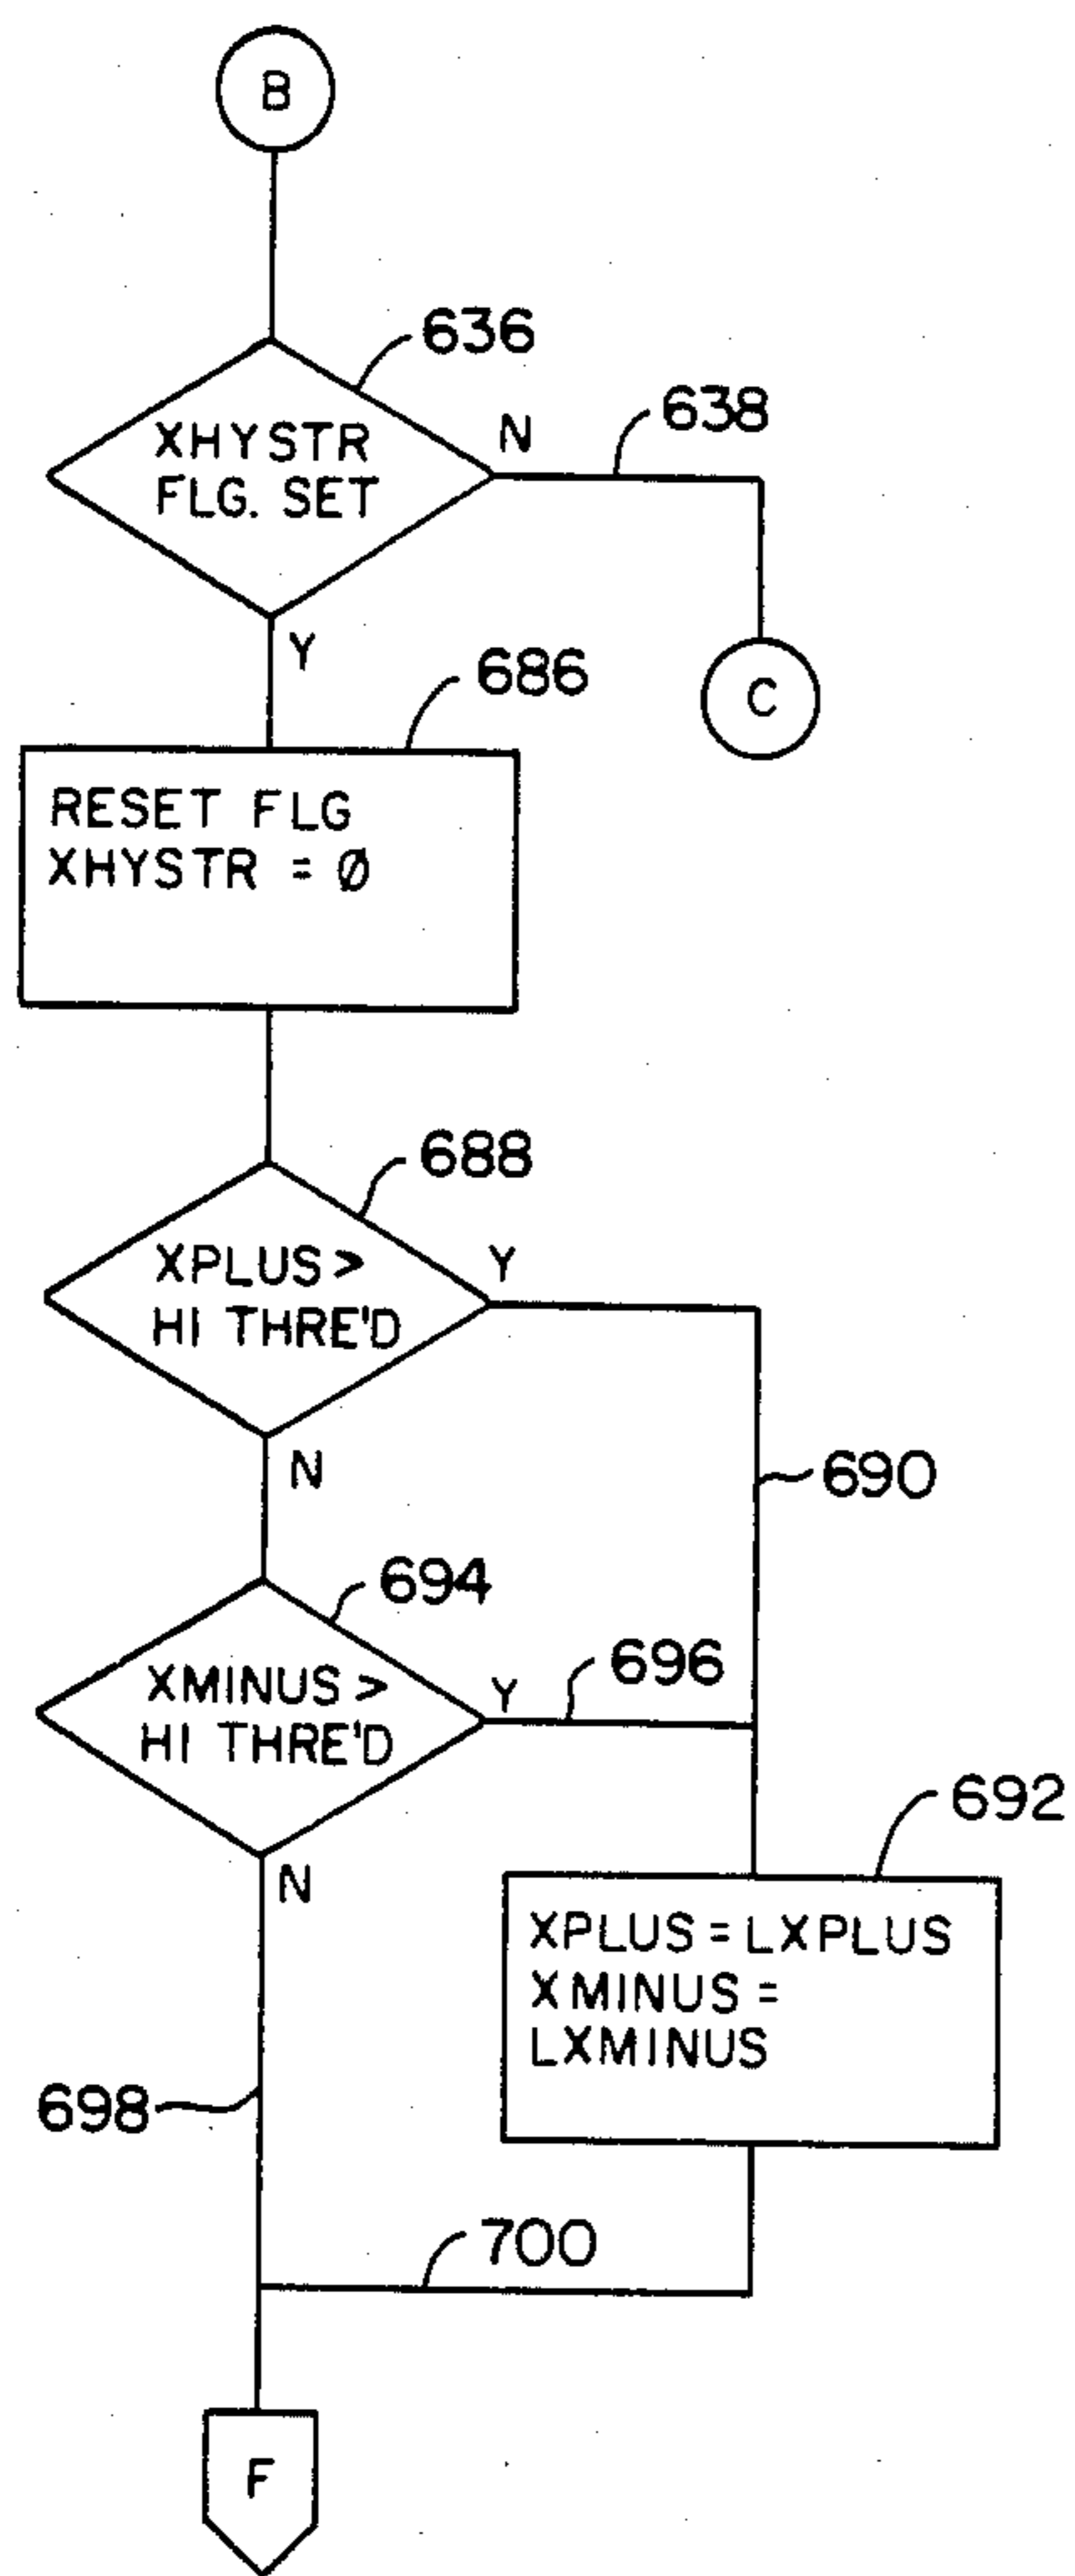 B
636
XHYSTR
FLG. SET
N
638
Y
C
686
RESET FLG
XHYSTR = Ø
688
XPLUS >
HI THRE'D
Y
N
690
694
XMINUS >
HI THRE'D
Y
696
N
692
XPLUS = LXPLUS
XMINUS =
LXMINUS
698
700
F